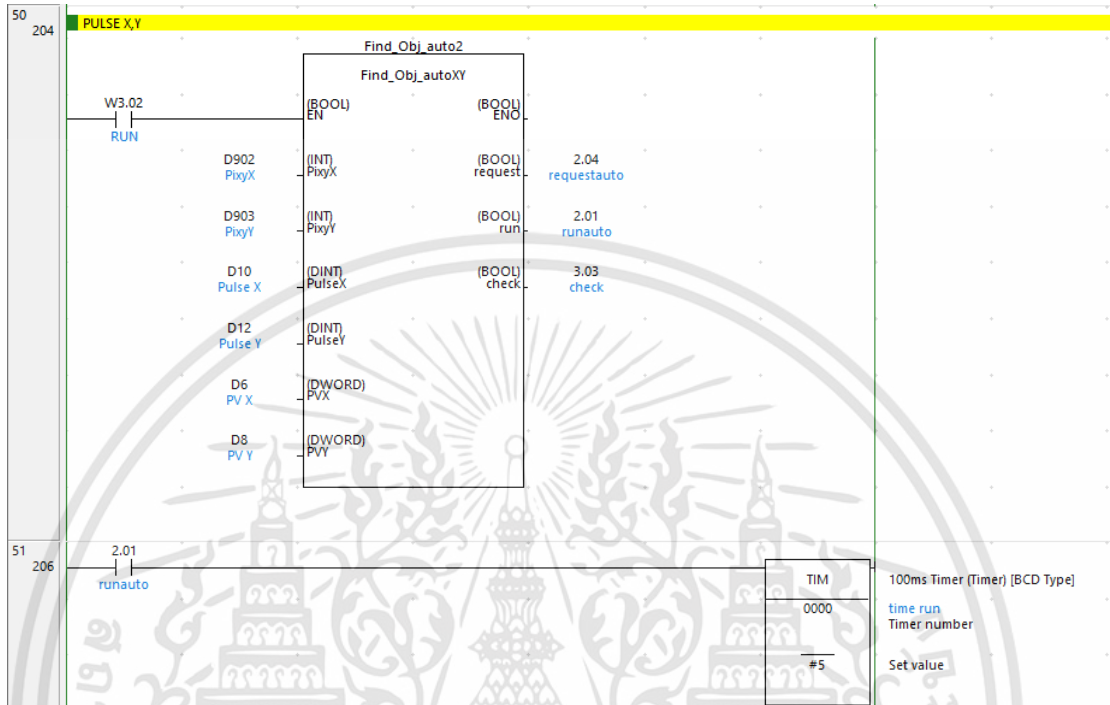 50
204
PULSE X,Y
Find_Obj_auto2
Find_Obj_autoXY
W3.02
RUN
(BOOL)
EN
(BOOL)
ENO
D902
PixyX
(INT)
PixyX
(BOOL)
request
2.04
requestauto
D903
PixyY
(INT)
PixyY
(BOOL)
run
2.01
runauto
D10
Pulse X
(DINT)
PulseX
(BOOL)
check
3.03
check
D12
Pulse Y
(DINT)
PulseY
D6
PV X
(DWORD)
PVX
D8
PV Y
(DWORD)
PVY
51
206
2.01
runauto
TIM
100ms Timer (Timer) [BCD Type]
0000
time run
Timer number
#5
Set value